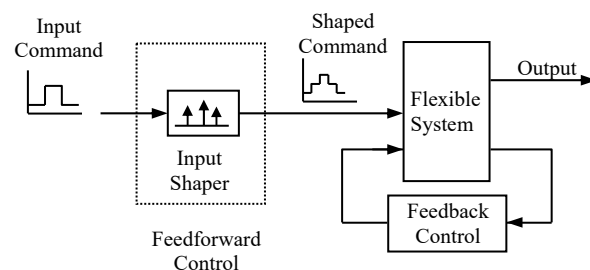 Input
Command
Input
Shaper
Feedforward
Control
Shaped
Command
Flexible
System
Output
Feedback
Control